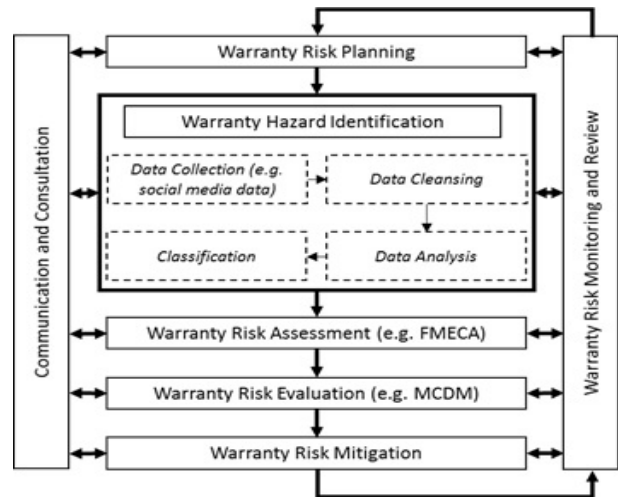 Communication and Consultation
Warranty Risk Planning
Warranty Hazard Identification
Data Collection (e.g.
social media data)
Data Cleansing
Classification
Data Analysis
Warranty Risk Assessment (e.g. FMECA)
Warranty Risk Evaluation (e.g. MCDM)
Warranty Risk Mitigation
Warranty Risk Monitoring and Review